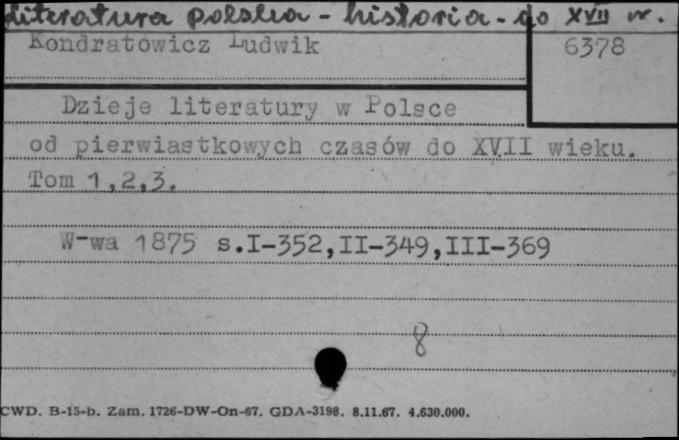 Literatura polska - historia - do XVII w.
Kondratowicz Ludwik 6378
Dzieje literatury w Polsce
od pierwiastkowych czasów do XVII wieku.
Tom 1,2,3.
W-wa 1875 s.I-352,II-349,III-369
8
CWD. B-15-b. Zam. 1726-DW-On-67. GDA-3198. 8.11.67. 4.630.000.